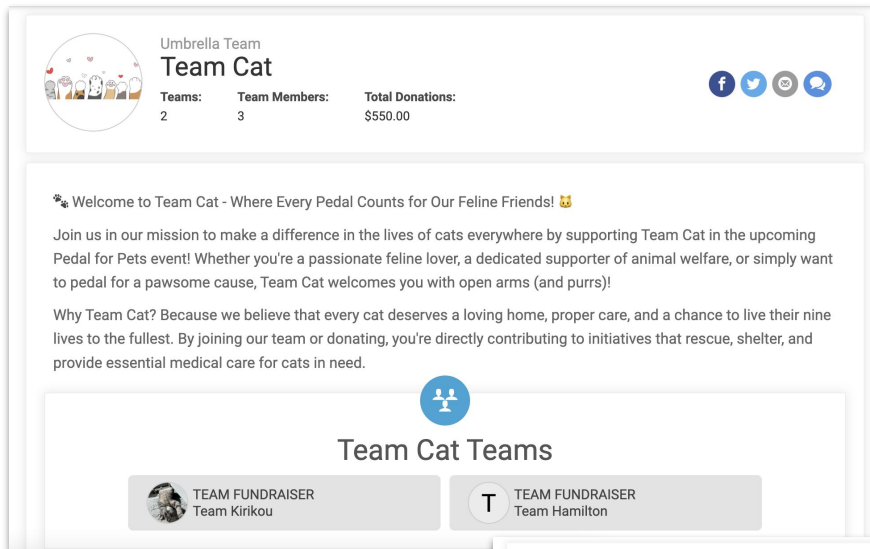 Umbrella Team
Team Cat
Teams: Team Members: Total Donations:
2 3 $550.00
🐾 Welcome to Team Cat - Where Every Pedal Counts for Our Feline Friends! 🐱
Join us in our mission to make a difference in the lives of cats everywhere by supporting Team Cat in the upcoming
Pedal for Pets event! Whether you're a passionate feline lover, a dedicated supporter of animal welfare, or simply want
to pedal for a pawsome cause, Team Cat welcomes you with open arms (and purrs)!
Why Team Cat? Because we believe that every cat deserves a loving home, proper care, and a chance to live their nine
lives to the fullest. By joining our team or donating, you're directly contributing to initiatives that rescue, shelter, and
provide essential medical care for cats in need.
Team Cat Teams
TEAM FUNDRAISER
Team Kirikou
T
TEAM FUNDRAISER
Team Hamilton